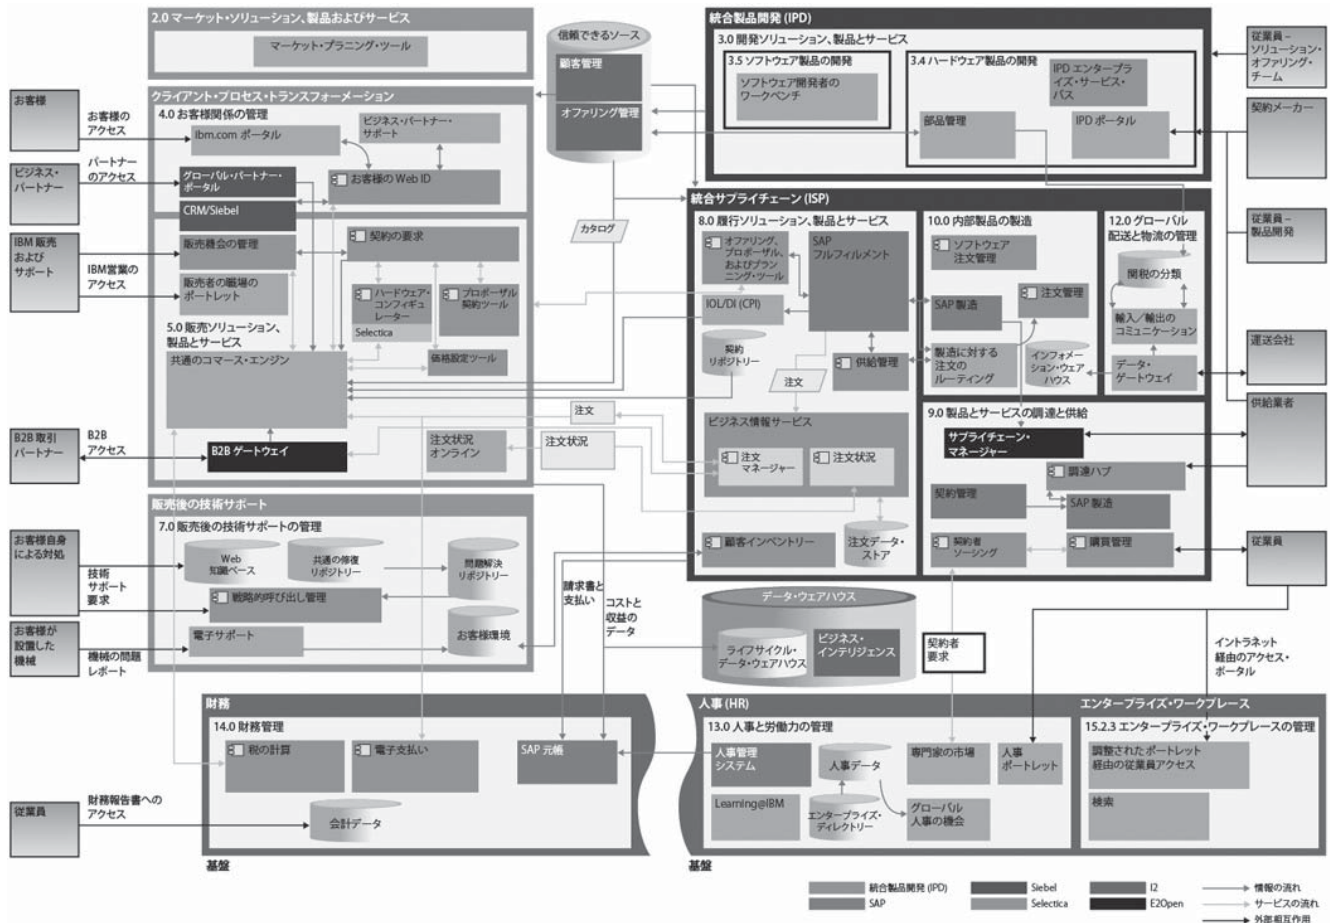 2.0 マーケット・ソリューション、製品およびサービス
マーケット・プラニング・ツール
信頼できるソース
顧客管理
オファリング管理
統合製品開発 (IPD)
3.0 開発ソリューション、製品とサービス
3.5 ソフトウェア製品の開発
ソフトウェア開発者の
ワークベンチ
3.4 ハードウェア製品の開発
IPD エンタープラ
イズ・サービス・
バス
部品管理
IPD ポータル
従業員 –
ソリューション・
オファリング・
チーム
契約メーカー
従業員 –
製品開発
運送会社
供給業者
従業員
お客様
お客様の
アクセス
ビジネス・
パートナー
パートナー
のアクセス
IBM 販売
および
サポート
IBM営業の
アクセス
B2B 取引
パートナー
B2B
アクセス
お客様自身
による対処
技術
サポート
要求
お客様が
設置した
機械
機械の問題
レポート
従業員
財務報告書への
アクセス
クライアント・プロセス・トランスフォーメーション
4.0 お客様関係の管理
ibm.com ポータル
ビジネス・パートナー・
サポート
グローバル・パートナー・
ポータル
お客様の Web ID
CRM/Siebel
販売機会の管理
契約の要求
販売者の職場の
ポートレット
ハードウェア・
コンフィギュ
レーター
Selectica
プロポーザル
契約ツール
5.0 販売ソリューション、
製品とサービス
共通のコマース・エンジン
価格設定ツール
B2B ゲートウェイ
注文状況
オンライン
カタログ
注文
注文状況
統合サプライチェーン (ISP)
8.0 履行ソリューション、製品とサービス
オファリング、
プロポーザル、
およびプラン
ニング・ツール
SAP
フルフィルメント
IOL/DI (CPI)
契約
リポジトリー
供給管理
注文
ビジネス情報サービス
注文
マネージャー
注文状況
顧客インベントリー
注文データ・
ストア
10.0 内部製品の製造
ソフトウェア
注文管理
SAP 製造
注文管理
製造に対する
注文の
ルーティング
インフォメー
ション・ウェア
ハウス
12.0 グローバル
配送と物流の管理
関税の分類
輸入/輸出の
コミュニケーション
データ・
ゲートウェイ
9.0 製品とサービスの調達と供給
サプライチェーン・
マネージャー
調達ハブ
契約管理
SAP 製造
契約者
ソーシング
購買管理
販売後の技術サポート
7.0 販売後の技術サポートの管理
Web
知識ベース
共通の修復
リポジトリー
問題解決
リポジトリー
戦略的呼び出し管理
電子サポート
お客様環境
請求書と
支払い
コストと
収益の
データ
データ・ウェアハウス
ライフサイクル・
データ・ウェアハウス
ビジネス・
インテリジェンス
契約者
要求
イントラネット
経由のアクセス・
ポータル
財務
14.0 財務管理
税の計算
電子支払い
SAP 元帳
会計データ
基盤
人事 (HR)
13.0 人事と労働力の管理
人事管理
システム
人事データ
専門家の市場
人事
ポートレット
Learning@IBM
エンタープライズ・
ディレクトリー
グローバル
人事の機会
基盤
エンタープライズ・ワークプレース
15.2.3 エンタープライズ・ワークプレースの管理
調整されたポートレット
経由の従業員アクセス
検索
統合製品開発 (IPD)
SAP
Siebel
Selectica
I2
E2Open
情報の流れ
サービスの流れ
外部相互作用